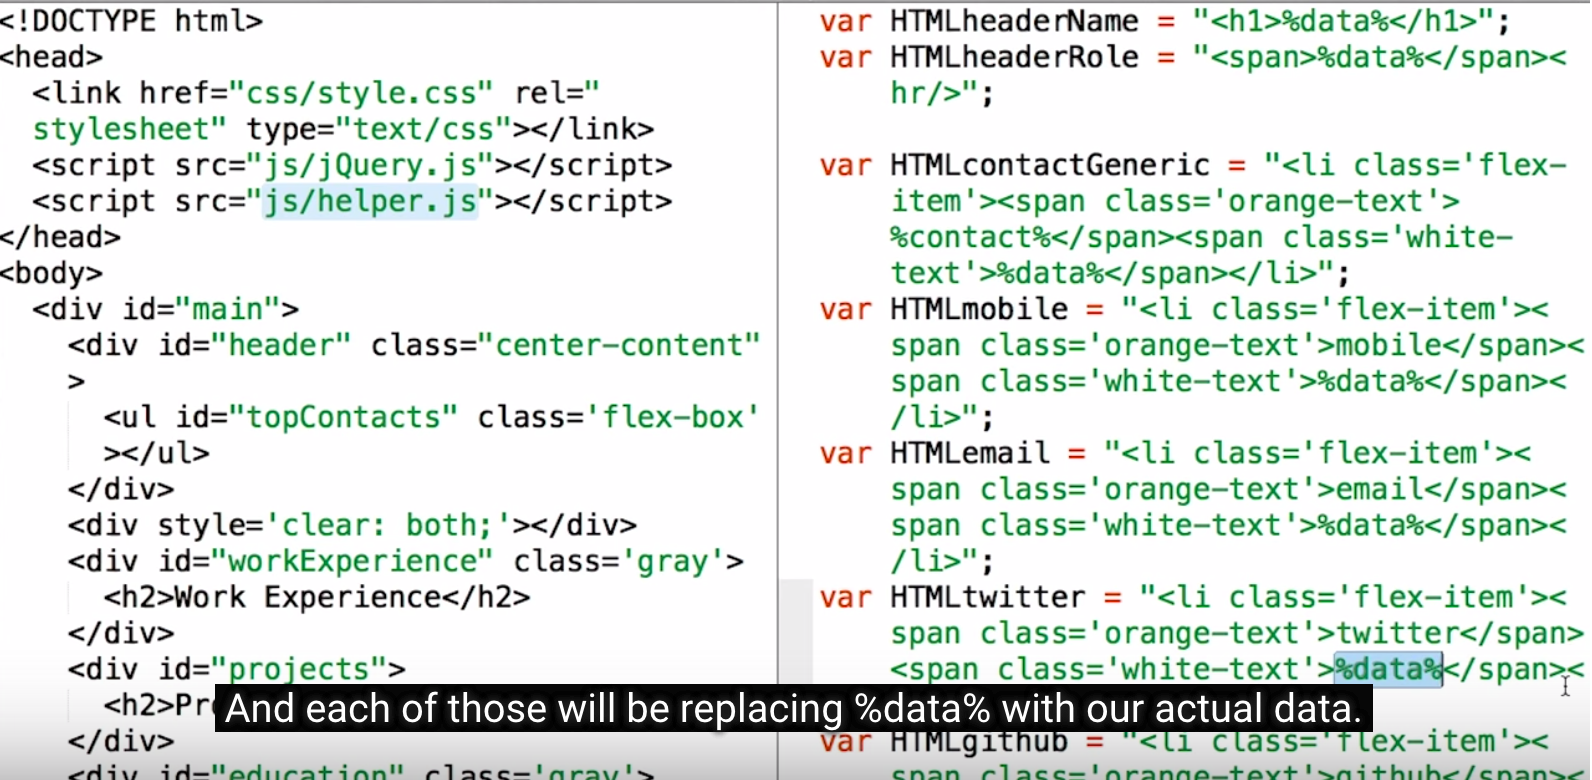 <!DOCTYPE html>
<head>
<link href="css/style.css" rel="
stylesheet" type="text/css"></link>
<script src="js/jQuery.js"></script>
<script src="js/helper.js"></script>
</head>
<body>
<div id="main">
<div id="header" class="center-content"
>
<ul id="topContacts" class='flex-box'
></ul>
</div>
<div style='clear: both;'></div>
<div id="workExperience" class='gray'>
<h2>Work Experience</h2>
</div>
<div id="projects">
<h2>Pr
</div>
<div id="education" class='gray'>
var HTMLheaderName = "<h1>%data%</h1>";
var HTMLheaderRole = "<span>%data%</span><
hr/>";
var HTMLcontactGeneric = "<li class='flex-
item'><span class='orange-text'>
%contact%</span><span class='white-
text'>%data%</span></li>";
var HTMLmobile = "<li class='flex-item'><
span class='orange-text'>mobile</span><
span class='white-text'>%data%</span><
/li>";
var HTMLemail = "<li class='flex-item'><
span class='orange-text'>email</span><
span class='white-text'>%data%</span><
/li>";
var HTMLtwitter = "<li class='flex-item'><
span class='orange-text'>twitter</span>
<span class='white-text'>%data%</span><
var HTMLgithub = "<li class='flex-item'><
span class='orange-text'>github</span><
And each of those will be replacing %data% with our actual data.